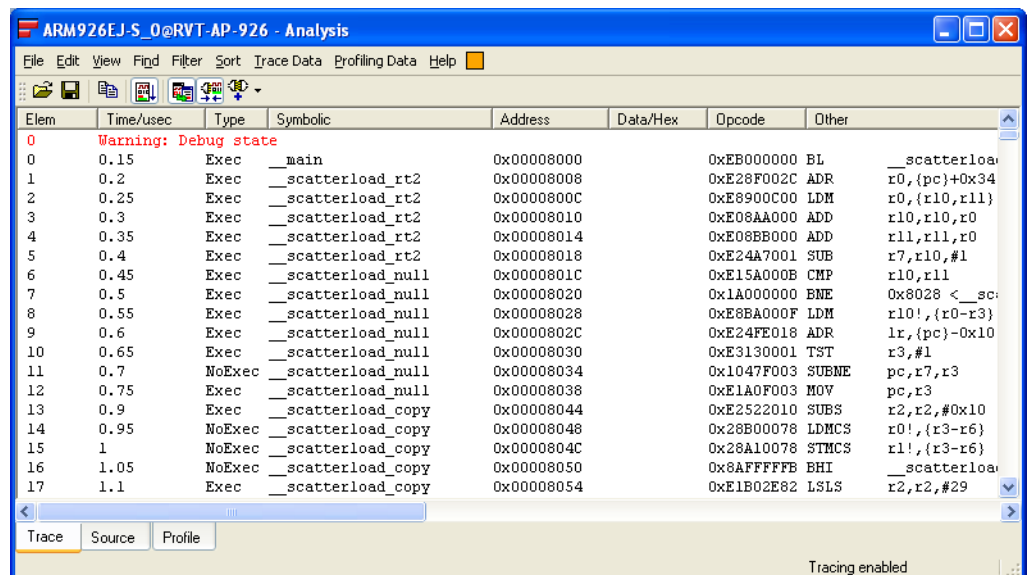 ARM926EJ-S_0@RVT-AP-926 - Analysis
File Edit View Find Filter Sort Trace Data Profiling Data Help
Elem Time/usec Type Symbolic Address Data/Hex Opcode Other
0 Warning: Debug state
0 0.15 Exec __main 0x00008000 0xEB000000 BL __scatterloa
1 0.2 Exec __scatterload_rt2 0x00008008 0xE28F002C ADR r0,{pc}+0x34
2 0.25 Exec __scatterload_rt2 0x0000800C 0xE8900C00 LDM r0,{r10,r11}
3 0.3 Exec __scatterload_rt2 0x00008010 0xE08AA000 ADD r10,r10,r0
4 0.35 Exec __scatterload_rt2 0x00008014 0xE08BB000 ADD r11,r11,r0
5 0.4 Exec __scatterload_rt2 0x00008018 0xE24A7001 SUB r7,r10,#1
6 0.45 Exec __scatterload_null 0x0000801C 0xE15A000B CMP r10,r11
7 0.5 Exec __scatterload_null 0x00008020 0x1A000000 BNE 0x8028 <__sc
8 0.55 Exec __scatterload_null 0x00008028 0xE8BA000F LDM r10!,{r0-r3}
9 0.6 Exec __scatterload_null 0x0000802C 0xE24FE018 ADR lr,{pc}-0x10
10 0.65 Exec __scatterload_null 0x00008030 0xE3130001 TST r3,#1
11 0.7 NoExec __scatterload_null 0x00008034 0x1047F003 SUBNE pc,r7,r3
12 0.75 Exec __scatterload_null 0x00008038 0xE1A0F003 MOV pc,r3
13 0.9 Exec __scatterload_copy 0x00008044 0xE2522010 SUBS r2,r2,#0x10
14 0.95 NoExec __scatterload_copy 0x00008048 0x28B00078 LDMCS r0!,{r3-r6}
15 1 NoExec __scatterload_copy 0x0000804C 0x28A10078 STMCS r1!,{r3-r6}
16 1.05 NoExec __scatterload_copy 0x00008050 0x8AFFFFFB BHI __scatterloa
17 1.1 Exec __scatterload_copy 0x00008054 0xE1B02E82 LSLS r2,r2,#29
Trace Source Profile
Tracing enabled